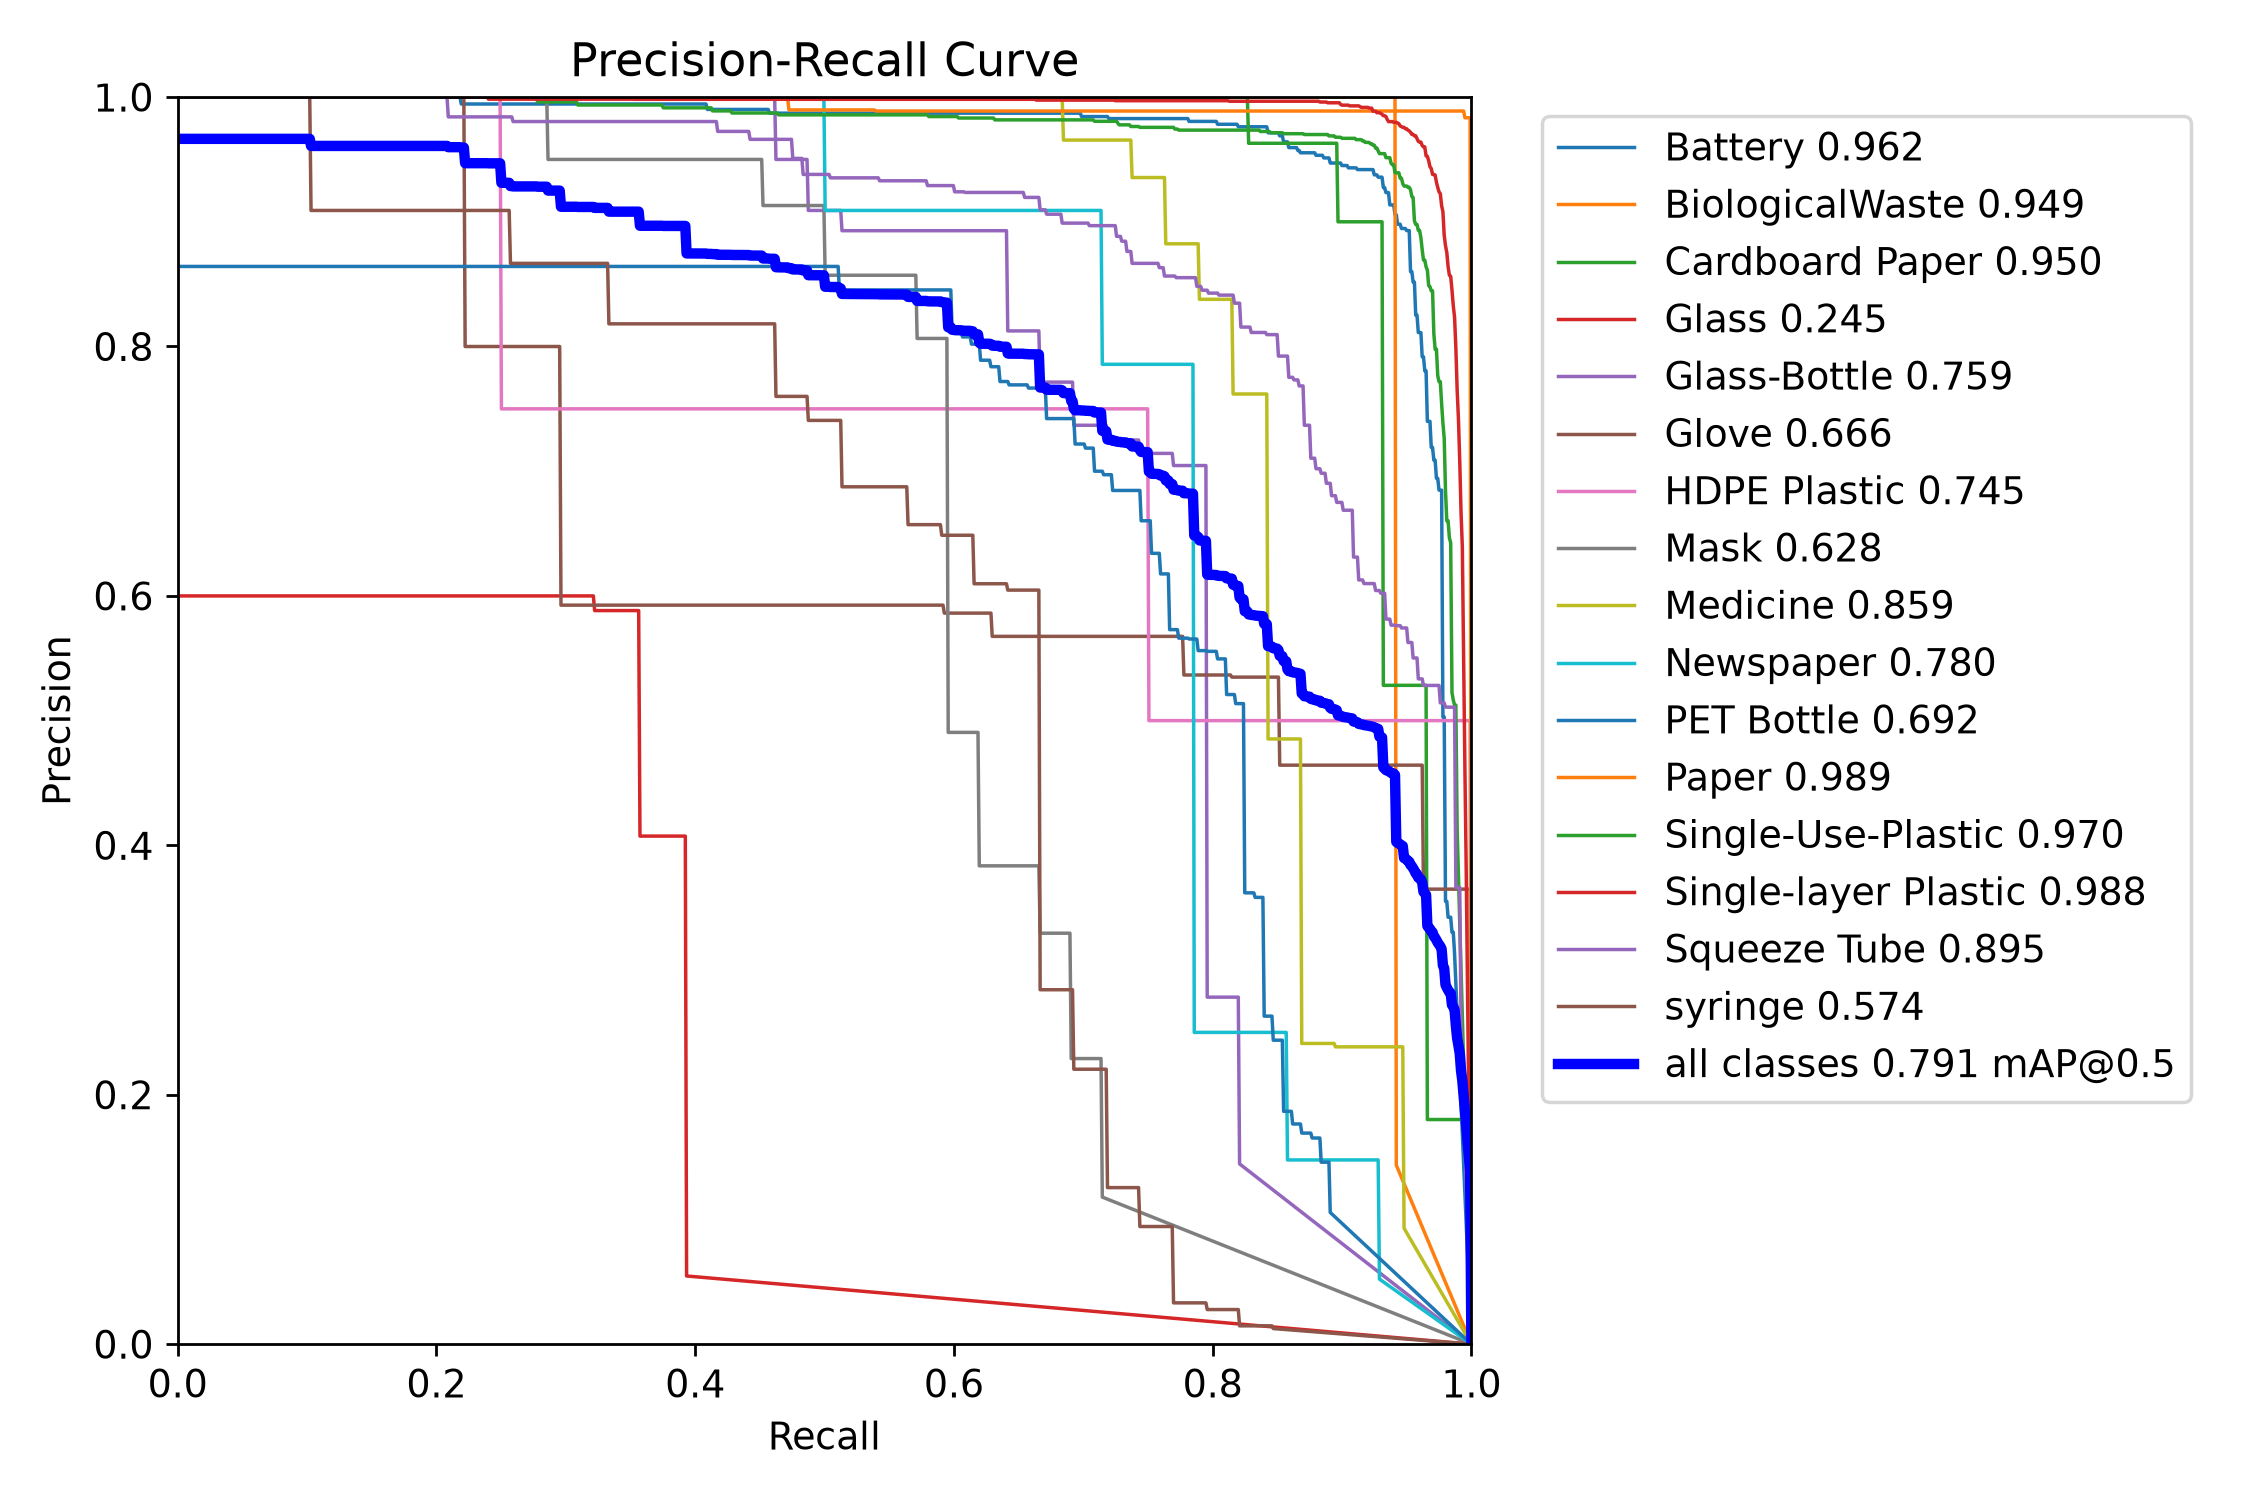 Precision-Recall Curve
1.0
0.8
0.6
0.4
0.2
0.0
Precision
0.0 0.2 0.4 0.6 0.8 1.0
Recall
Battery 0.962
BiologicalWaste 0.949
Cardboard Paper 0.950
Glass 0.245
Glass-Bottle 0.759
Glove 0.666
HDPE Plastic 0.745
Mask 0.628
Medicine 0.859
Newspaper 0.780
PET Bottle 0.692
Paper 0.989
Single-Use-Plastic 0.970
Single-layer Plastic 0.988
Squeeze Tube 0.895
syringe 0.574
all classes 0.791 mAP@0.5